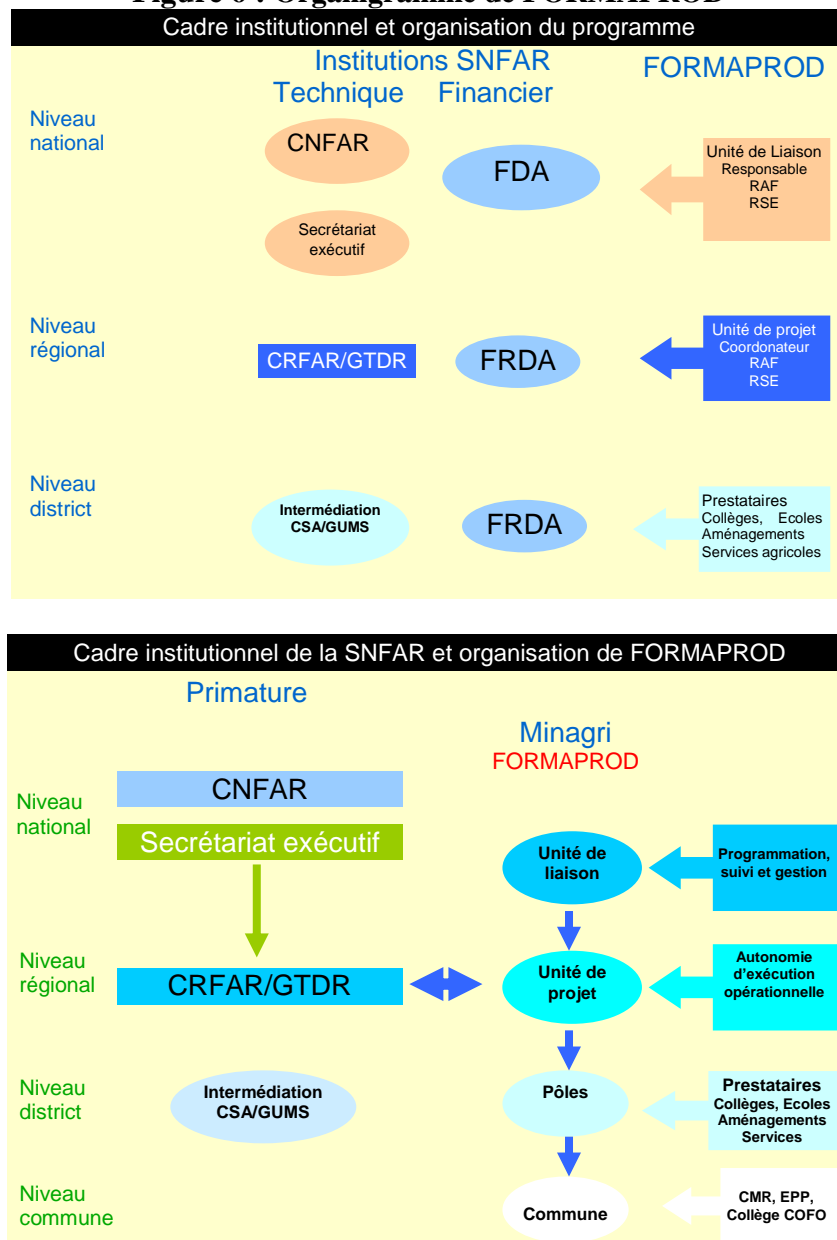 Figure 6 : Organigramme de FORMAPROD
Cadre institutionnel et organisation du programme
Institutions SNFAR
Technique Financier
FORMAPROD
Niveau
national
CNFAR
FDA
Unité de Liaison
Responsable
RAF
RSE
Secrétariat
exécutif
Niveau
régional
CRFAR/GTDR
FRDA
Unité de projet
Coordonateur
RAF
RSE
Niveau
district
Intermédiation
CSA/GUMS
FRDA
Prestataires
Collèges, Ecoles
Aménagements
Services agricoles
Cadre institutionnel de la SNFAR et organisation de FORMAPROD
Primature
Minagri
FORMAPROD
Niveau
national
CNFAR
Secrétariat exécutif
Unité de
liaison
Programmation,
suivi et gestion
Niveau
régional
CRFAR/GTDR
Unité de
projet
Autonomie
d'exécution
opérationnelle
Niveau
district
Intermédiation
CSA/GUMS
Pôles
Prestataires
Collèges, Ecoles
Aménagements
Services
Niveau
commune
Commune
CMR, EPP,
Collège COFO